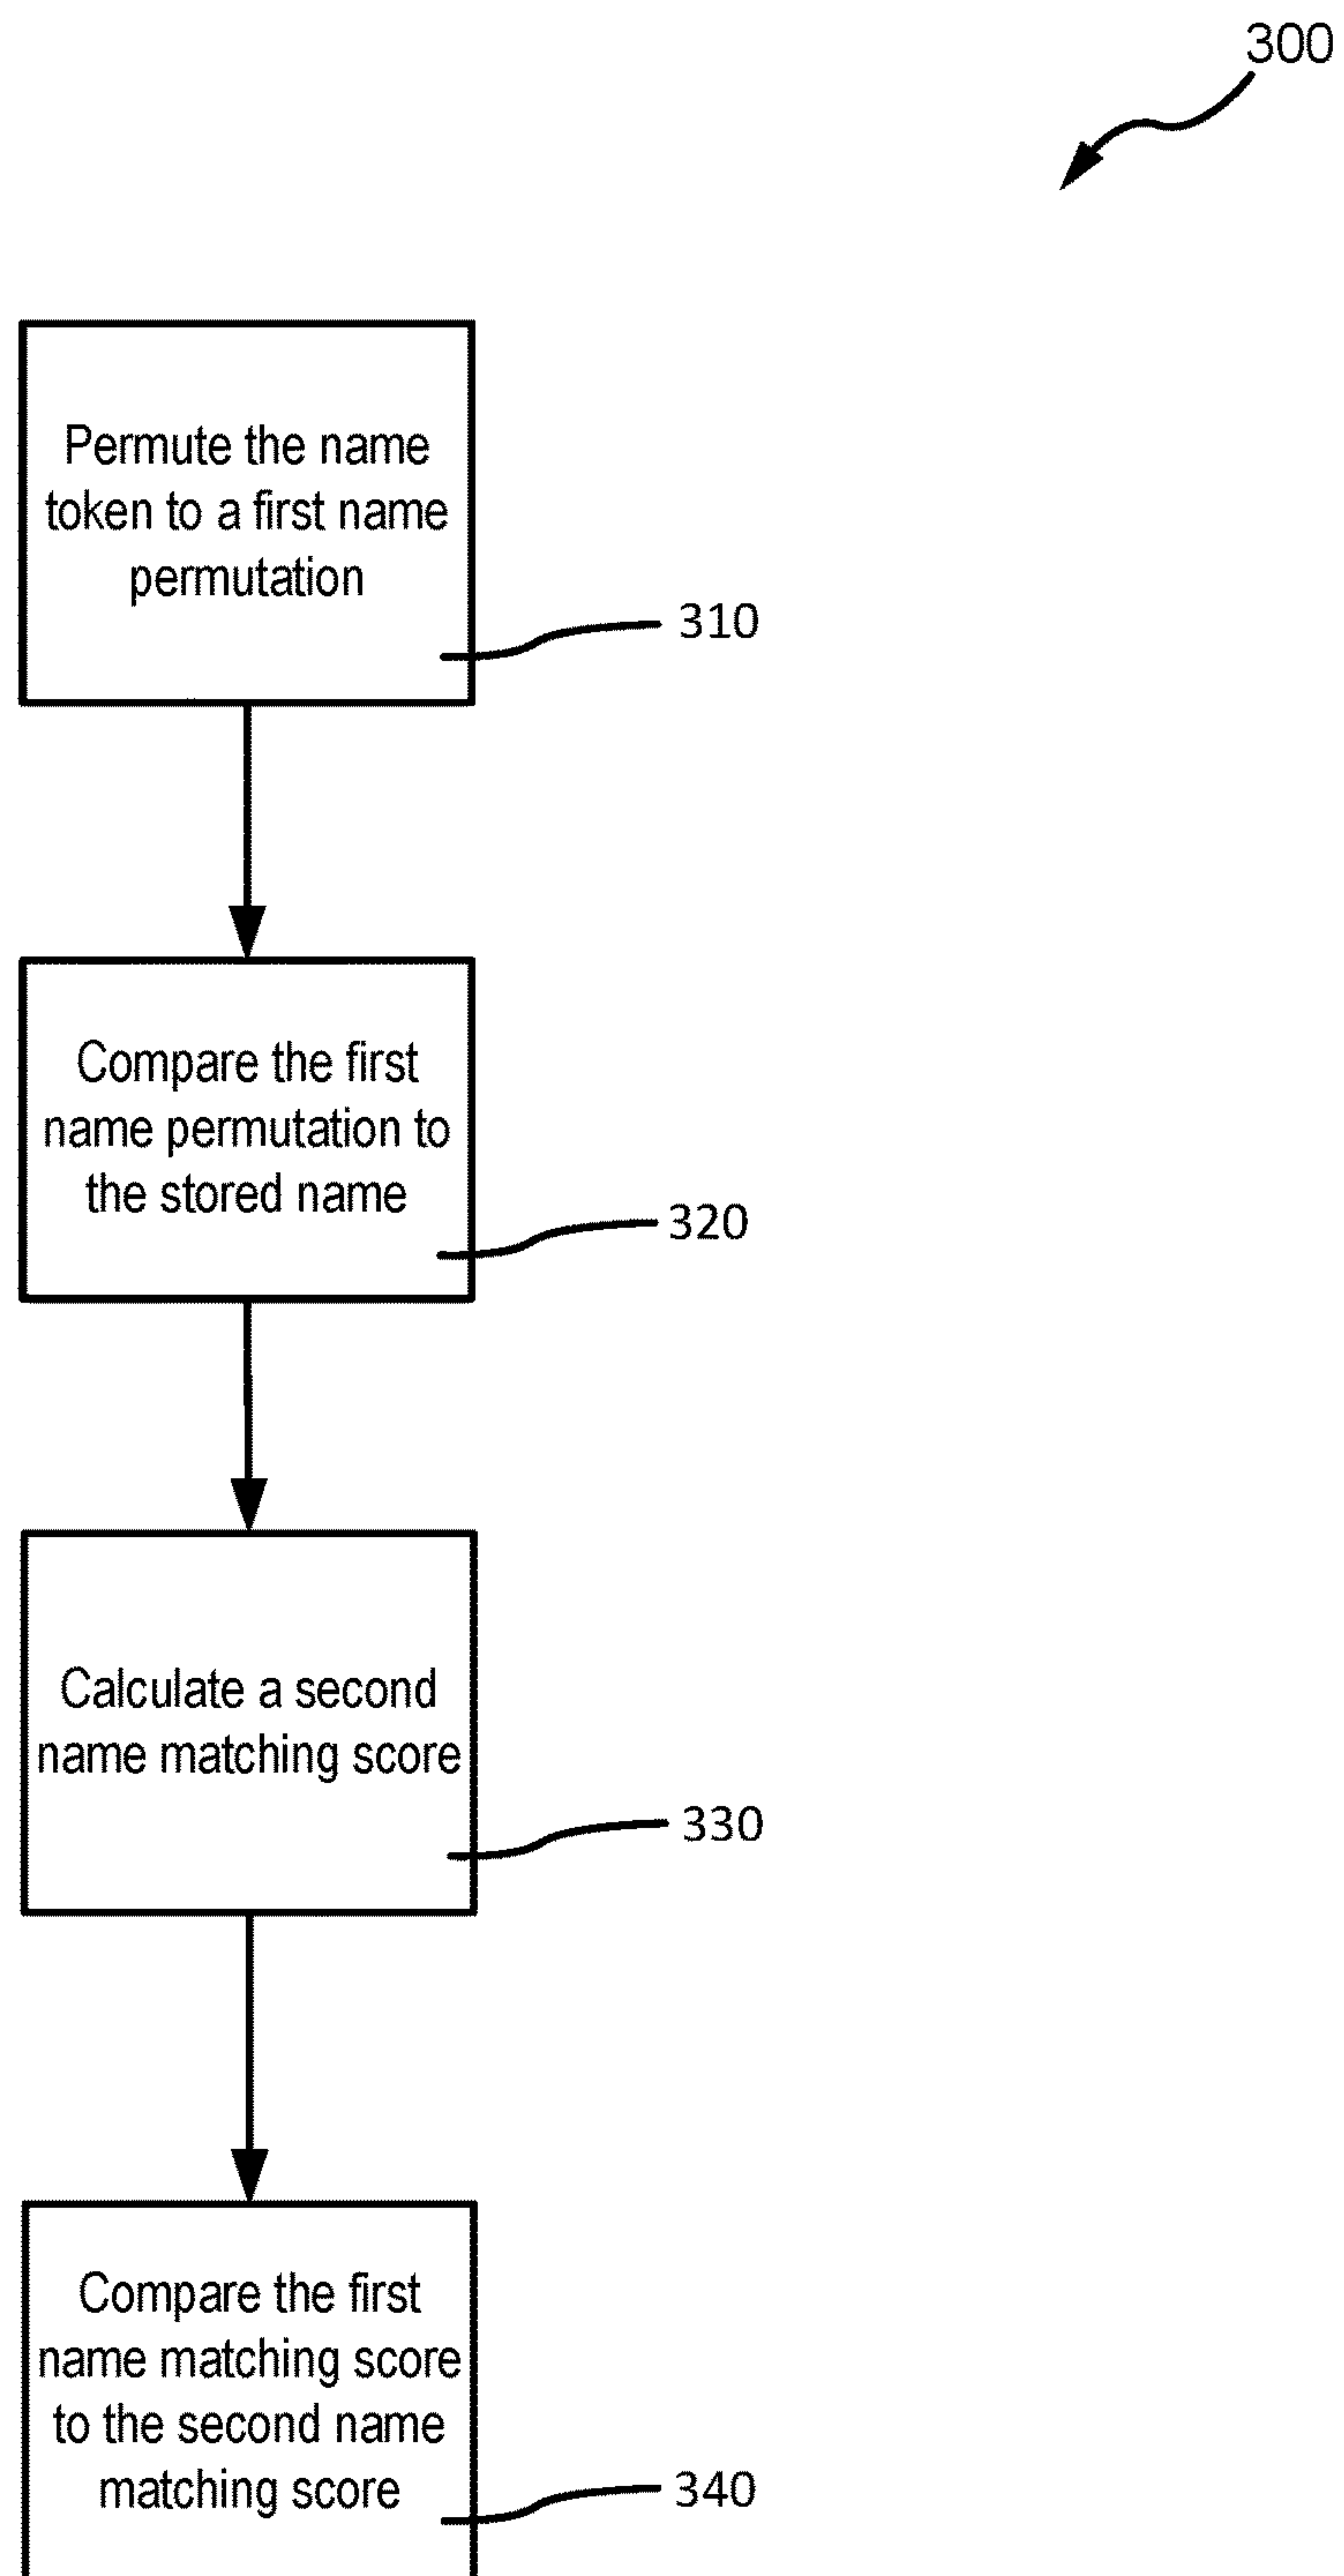 300
Permute the name
token to a first name
permutation
310
Compare the first
name permutation to
the stored name
320
Calculate a second
name matching score
330
Compare the first
name matching score
to the second name
matching score
340